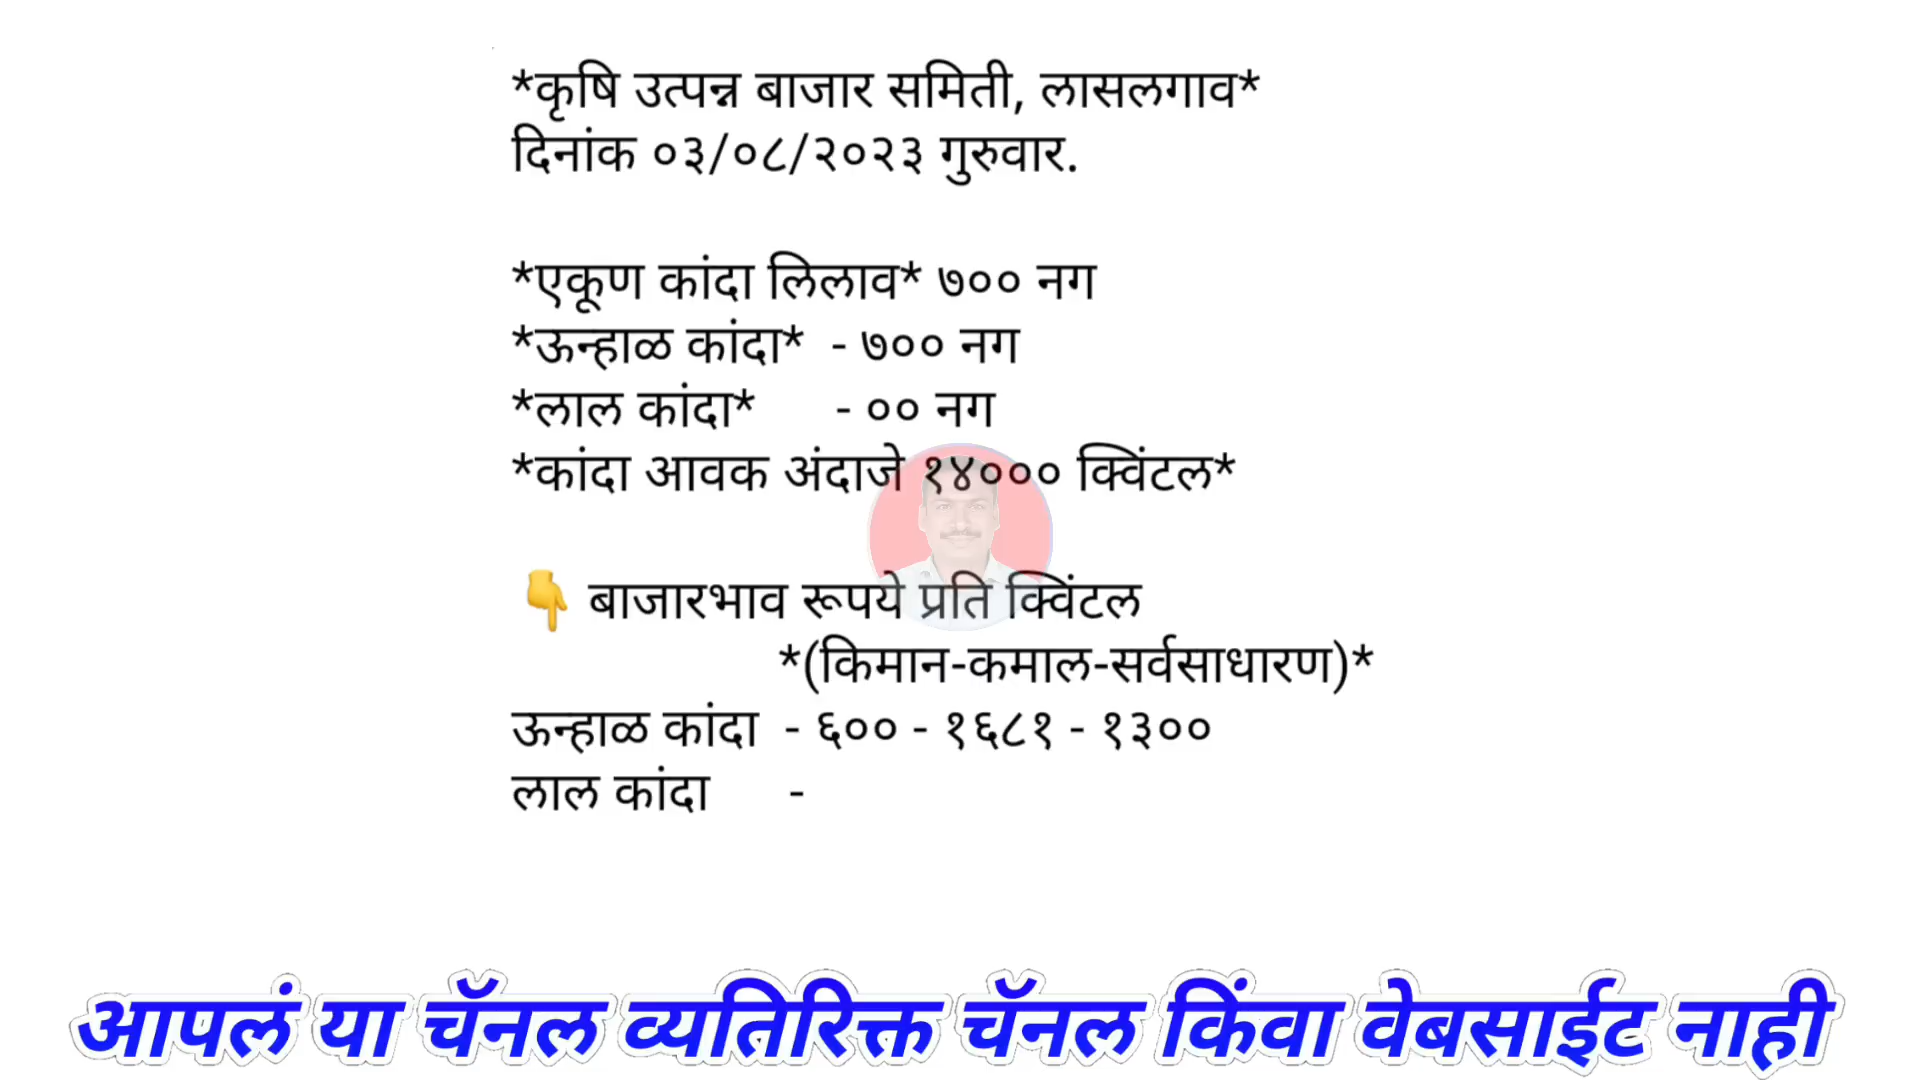 *कृषि उत्पन्न बाजार समिती, लासलगाव*
दिनांक ०३/०८/२०२३ गुरुवार.
*एकूण कांदा लिलाव* ७०० नग
*ऊन्हाळ कांदा* - ७०० नग
*लाल कांदा* - ०० नग
*कांदा आवक अंदाजे १४००० क्विंटल*
👇 बाजारभाव रूपये प्रति क्विंटल
*(किमान-कमाल-सर्वसाधारण)*
ऊन्हाळ कांदा - ६०० - १६८१ - १३००
लाल कांदा -
आपलं या चॅनल व्यतिरिक्त चॅनल किंवा वेबसाईट नाही